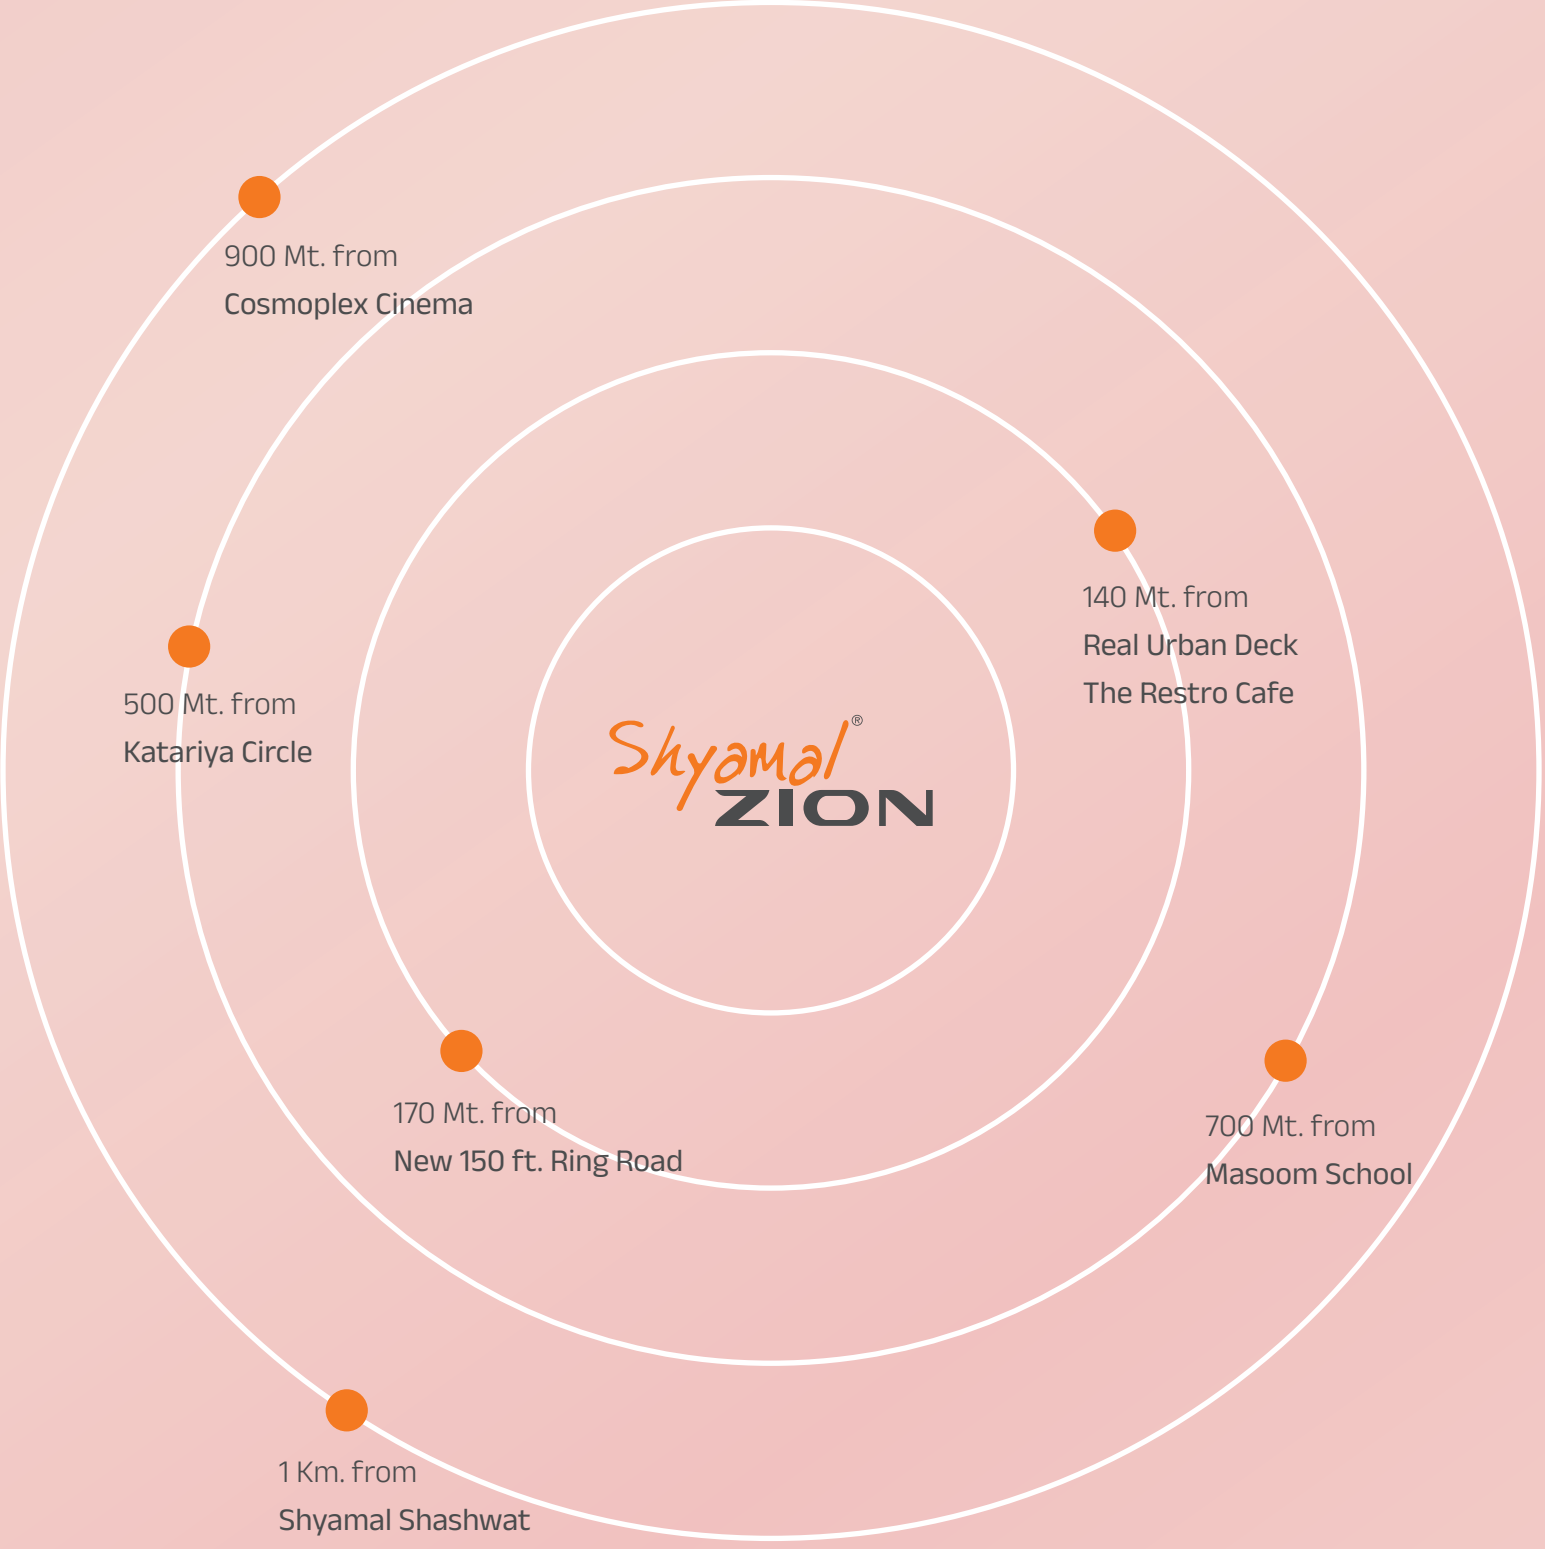 900 Mt. from
Cosmoplex Cinema
140 Mt. from
Real Urban Deck
The Restro Cafe
500 Mt. from
Katariya Circle
Shyamal®
ZION
170 Mt. from
New 150 ft. Ring Road
700 Mt. from
Masoom School
1 Km. from
Shyamal Shashwat